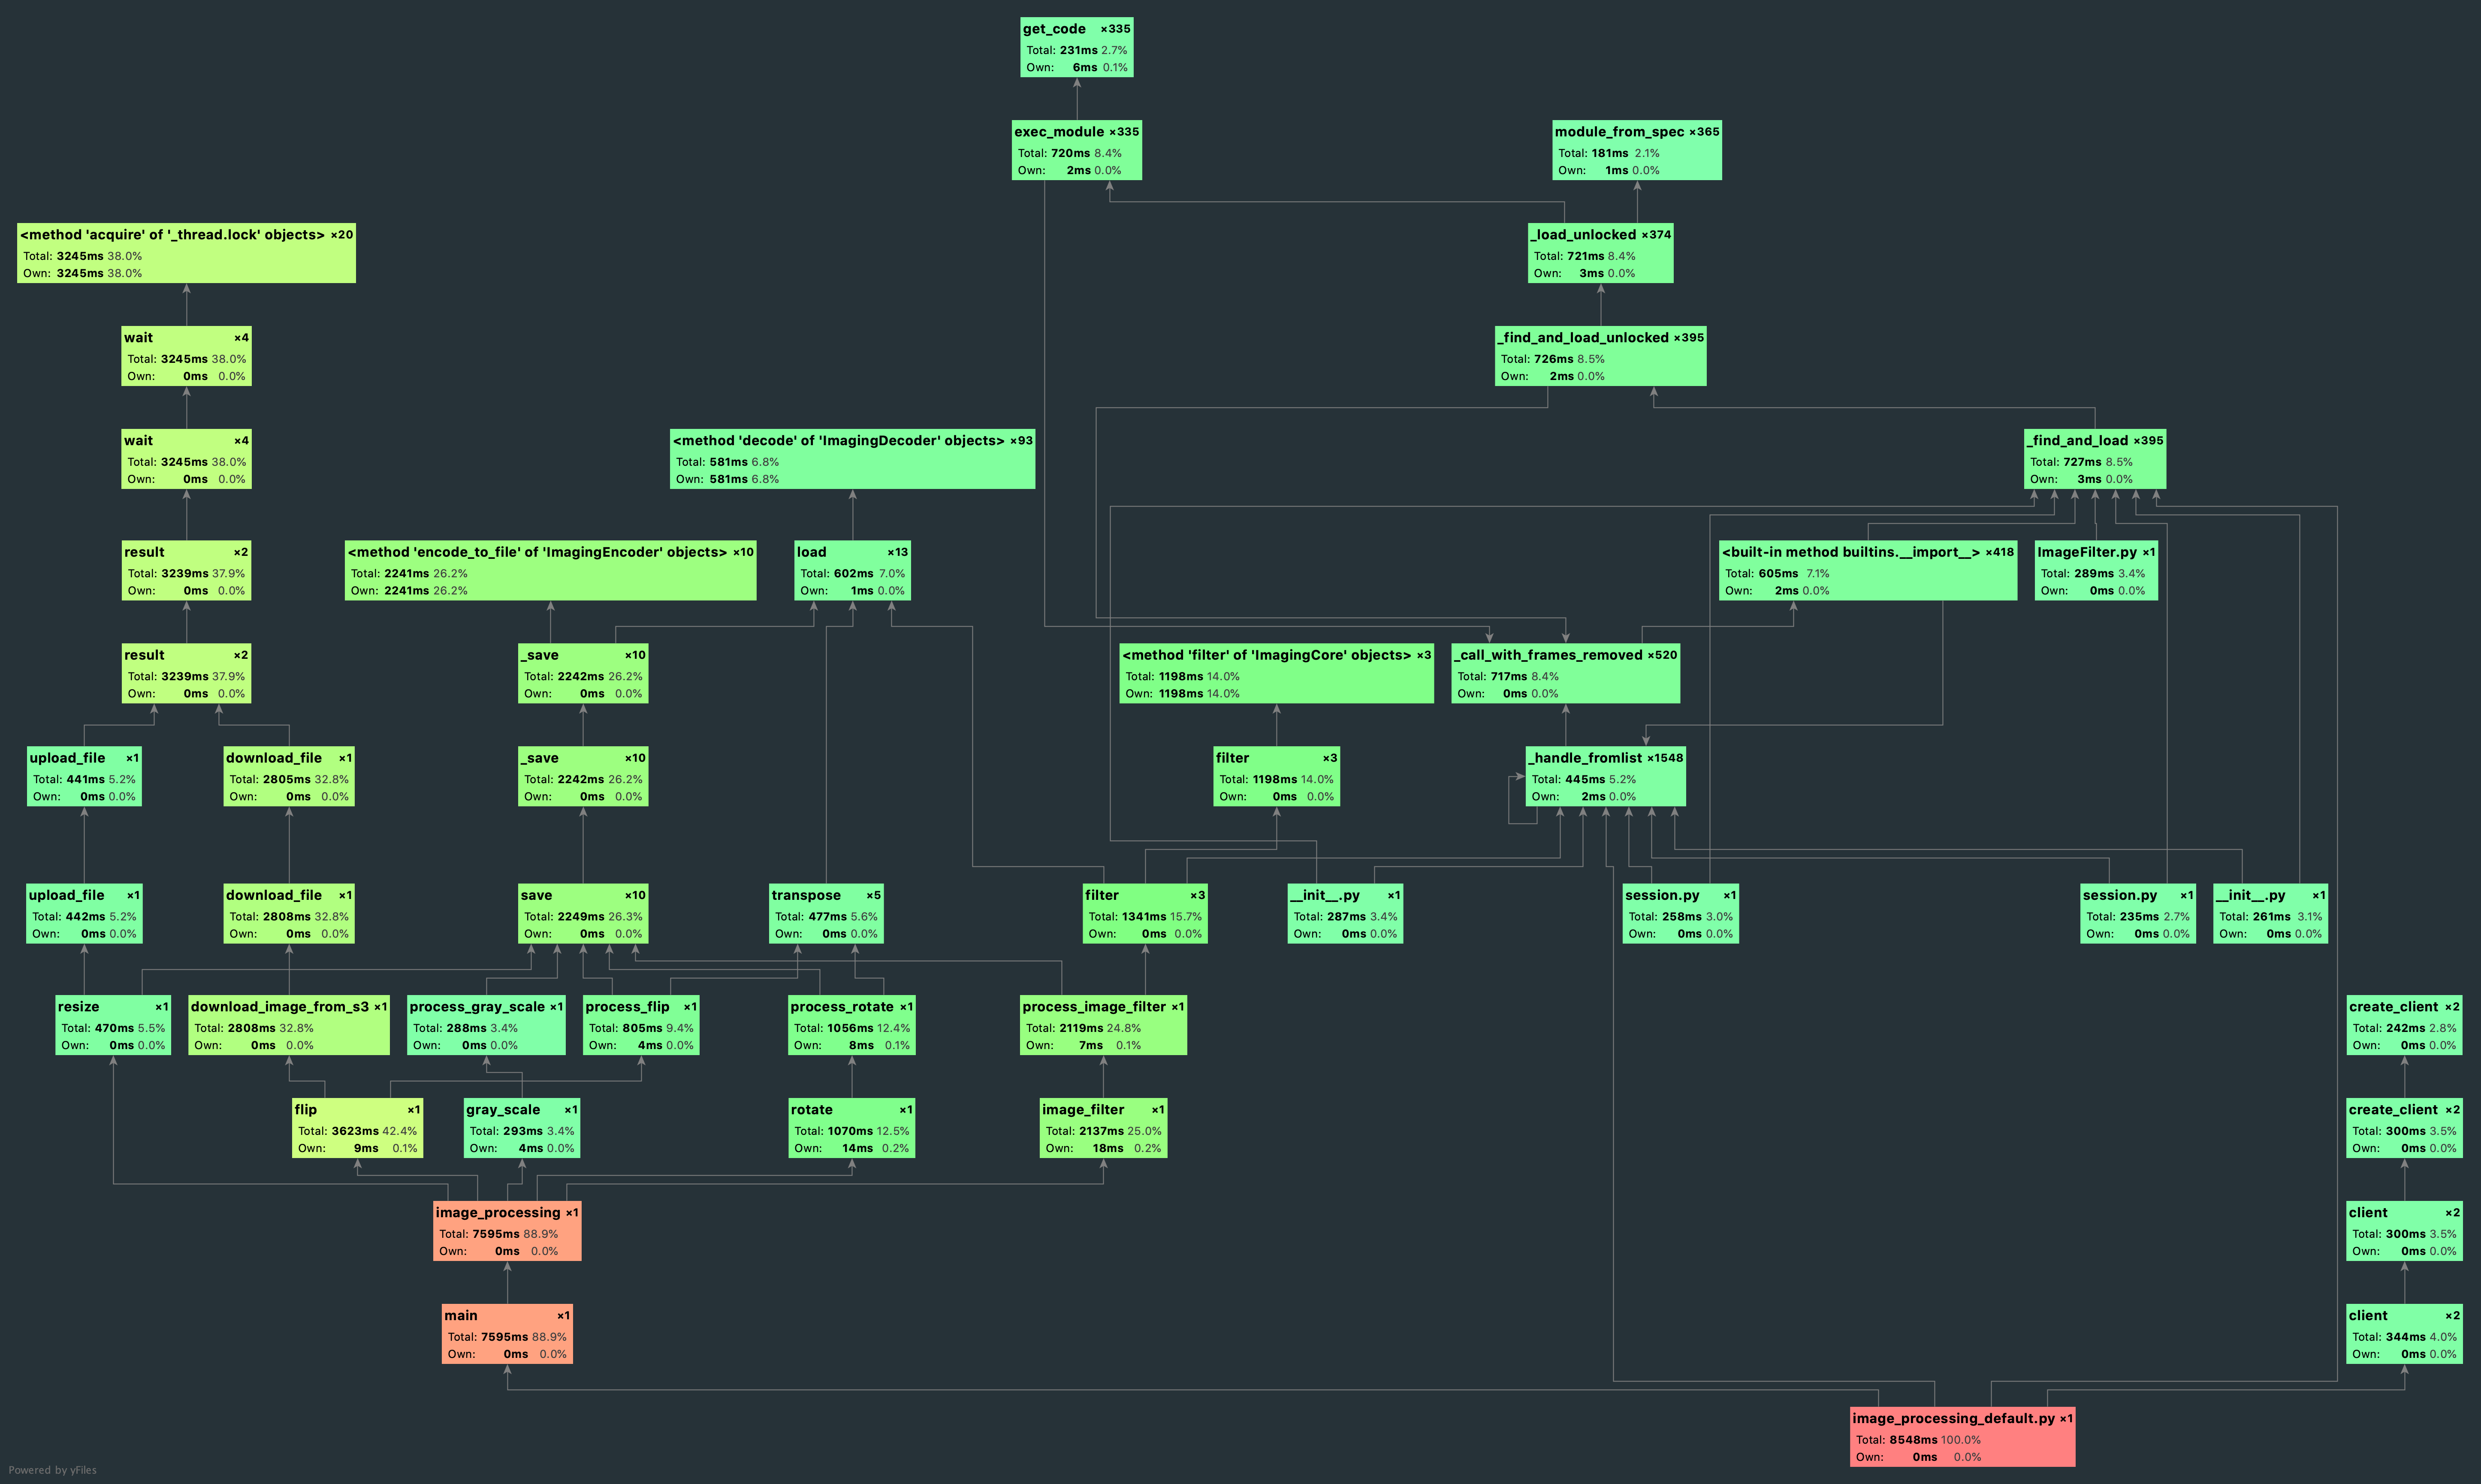 get_code ×335
Total: 231ms 2.7%
Own: 6ms 0.1%
exec_module ×335
Total: 720ms 8.4%
Own: 2ms 0.0%
module_from_spec ×365
Total: 181ms 2.1%
Own: 1ms 0.0%
<method 'acquire' of '_thread.lock' objects> ×20
Total: 3245ms 38.0%
Own: 3245ms 38.0%
_load_unlocked ×374
Total: 721ms 8.4%
Own: 3ms 0.0%
wait ×4
Total: 3245ms 38.0%
Own: 0ms 0.0%
_find_and_load_unlocked ×395
Total: 726ms 8.5%
Own: 2ms 0.0%
wait ×4
Total: 3245ms 38.0%
Own: 0ms 0.0%
<method 'decode' of 'ImagingDecoder' objects> ×93
Total: 581ms 6.8%
Own: 581ms 6.8%
_find_and_load ×395
Total: 727ms 8.5%
Own: 3ms 0.0%
result ×2
Total: 3239ms 37.9%
Own: 0ms 0.0%
<method 'encode_to_file' of 'ImagingEncoder' objects> ×10
Total: 2241ms 26.2%
Own: 2241ms 26.2%
load ×13
Total: 602ms 7.0%
Own: 1ms 0.0%
<built-in method builtins.__import__> ×418
Total: 605ms 7.1%
Own: 2ms 0.0%
ImageFilter.py ×1
Total: 289ms 3.4%
Own: 0ms 0.0%
result ×2
Total: 3239ms 37.9%
Own: 0ms 0.0%
_save ×10
Total: 2242ms 26.2%
Own: 0ms 0.0%
<method 'filter' of 'ImagingCore' objects> ×3
Total: 1198ms 14.0%
Own: 1198ms 14.0%
_call_with_frames_removed ×520
Total: 717ms 8.4%
Own: 0ms 0.0%
upload_file ×1
Total: 441ms 5.2%
Own: 0ms 0.0%
download_file ×1
Total: 2805ms 32.8%
Own: 0ms 0.0%
_save ×10
Total: 2242ms 26.2%
Own: 0ms 0.0%
filter ×3
Total: 1198ms 14.0%
Own: 0ms 0.0%
_handle_fromlist ×1548
Total: 445ms 5.2%
Own: 2ms 0.0%
upload_file ×1
Total: 442ms 5.2%
Own: 0ms 0.0%
download_file ×1
Total: 2808ms 32.8%
Own: 0ms 0.0%
save ×10
Total: 2249ms 26.3%
Own: 0ms 0.0%
transpose ×5
Total: 477ms 5.6%
Own: 0ms 0.0%
filter ×3
Total: 1341ms 15.7%
Own: 0ms 0.0%
__init__.py ×1
Total: 287ms 3.4%
Own: 0ms 0.0%
session.py ×1
Total: 258ms 3.0%
Own: 0ms 0.0%
session.py ×1
Total: 235ms 2.7%
Own: 0ms 0.0%
__init__.py ×1
Total: 261ms 3.1%
Own: 0ms 0.0%
resize ×1
Total: 470ms 5.5%
Own: 0ms 0.0%
download_image_from_s3 ×1
Total: 2808ms 32.8%
Own: 0ms 0.0%
process_gray_scale ×1
Total: 288ms 3.4%
Own: 0ms 0.0%
process_flip ×1
Total: 805ms 9.4%
Own: 4ms 0.0%
process_rotate ×1
Total: 1056ms 12.4%
Own: 8ms 0.1%
process_image_filter ×1
Total: 2119ms 24.8%
Own: 7ms 0.1%
create_client ×2
Total: 242ms 2.8%
Own: 0ms 0.0%
flip ×1
Total: 3623ms 42.4%
Own: 9ms 0.1%
gray_scale ×1
Total: 293ms 3.4%
Own: 4ms 0.0%
rotate ×1
Total: 1070ms 12.5%
Own: 14ms 0.2%
image_filter ×1
Total: 2137ms 25.0%
Own: 18ms 0.2%
create_client ×2
Total: 300ms 3.5%
Own: 0ms 0.0%
image_processing ×1
Total: 7595ms 88.9%
Own: 0ms 0.0%
client ×2
Total: 300ms 3.5%
Own: 0ms 0.0%
main ×1
Total: 7595ms 88.9%
Own: 0ms 0.0%
client ×2
Total: 344ms 4.0%
Own: 0ms 0.0%
image_processing_default.py ×1
Total: 8548ms 100.0%
Own: 0ms 0.0%
Powered by yFiles